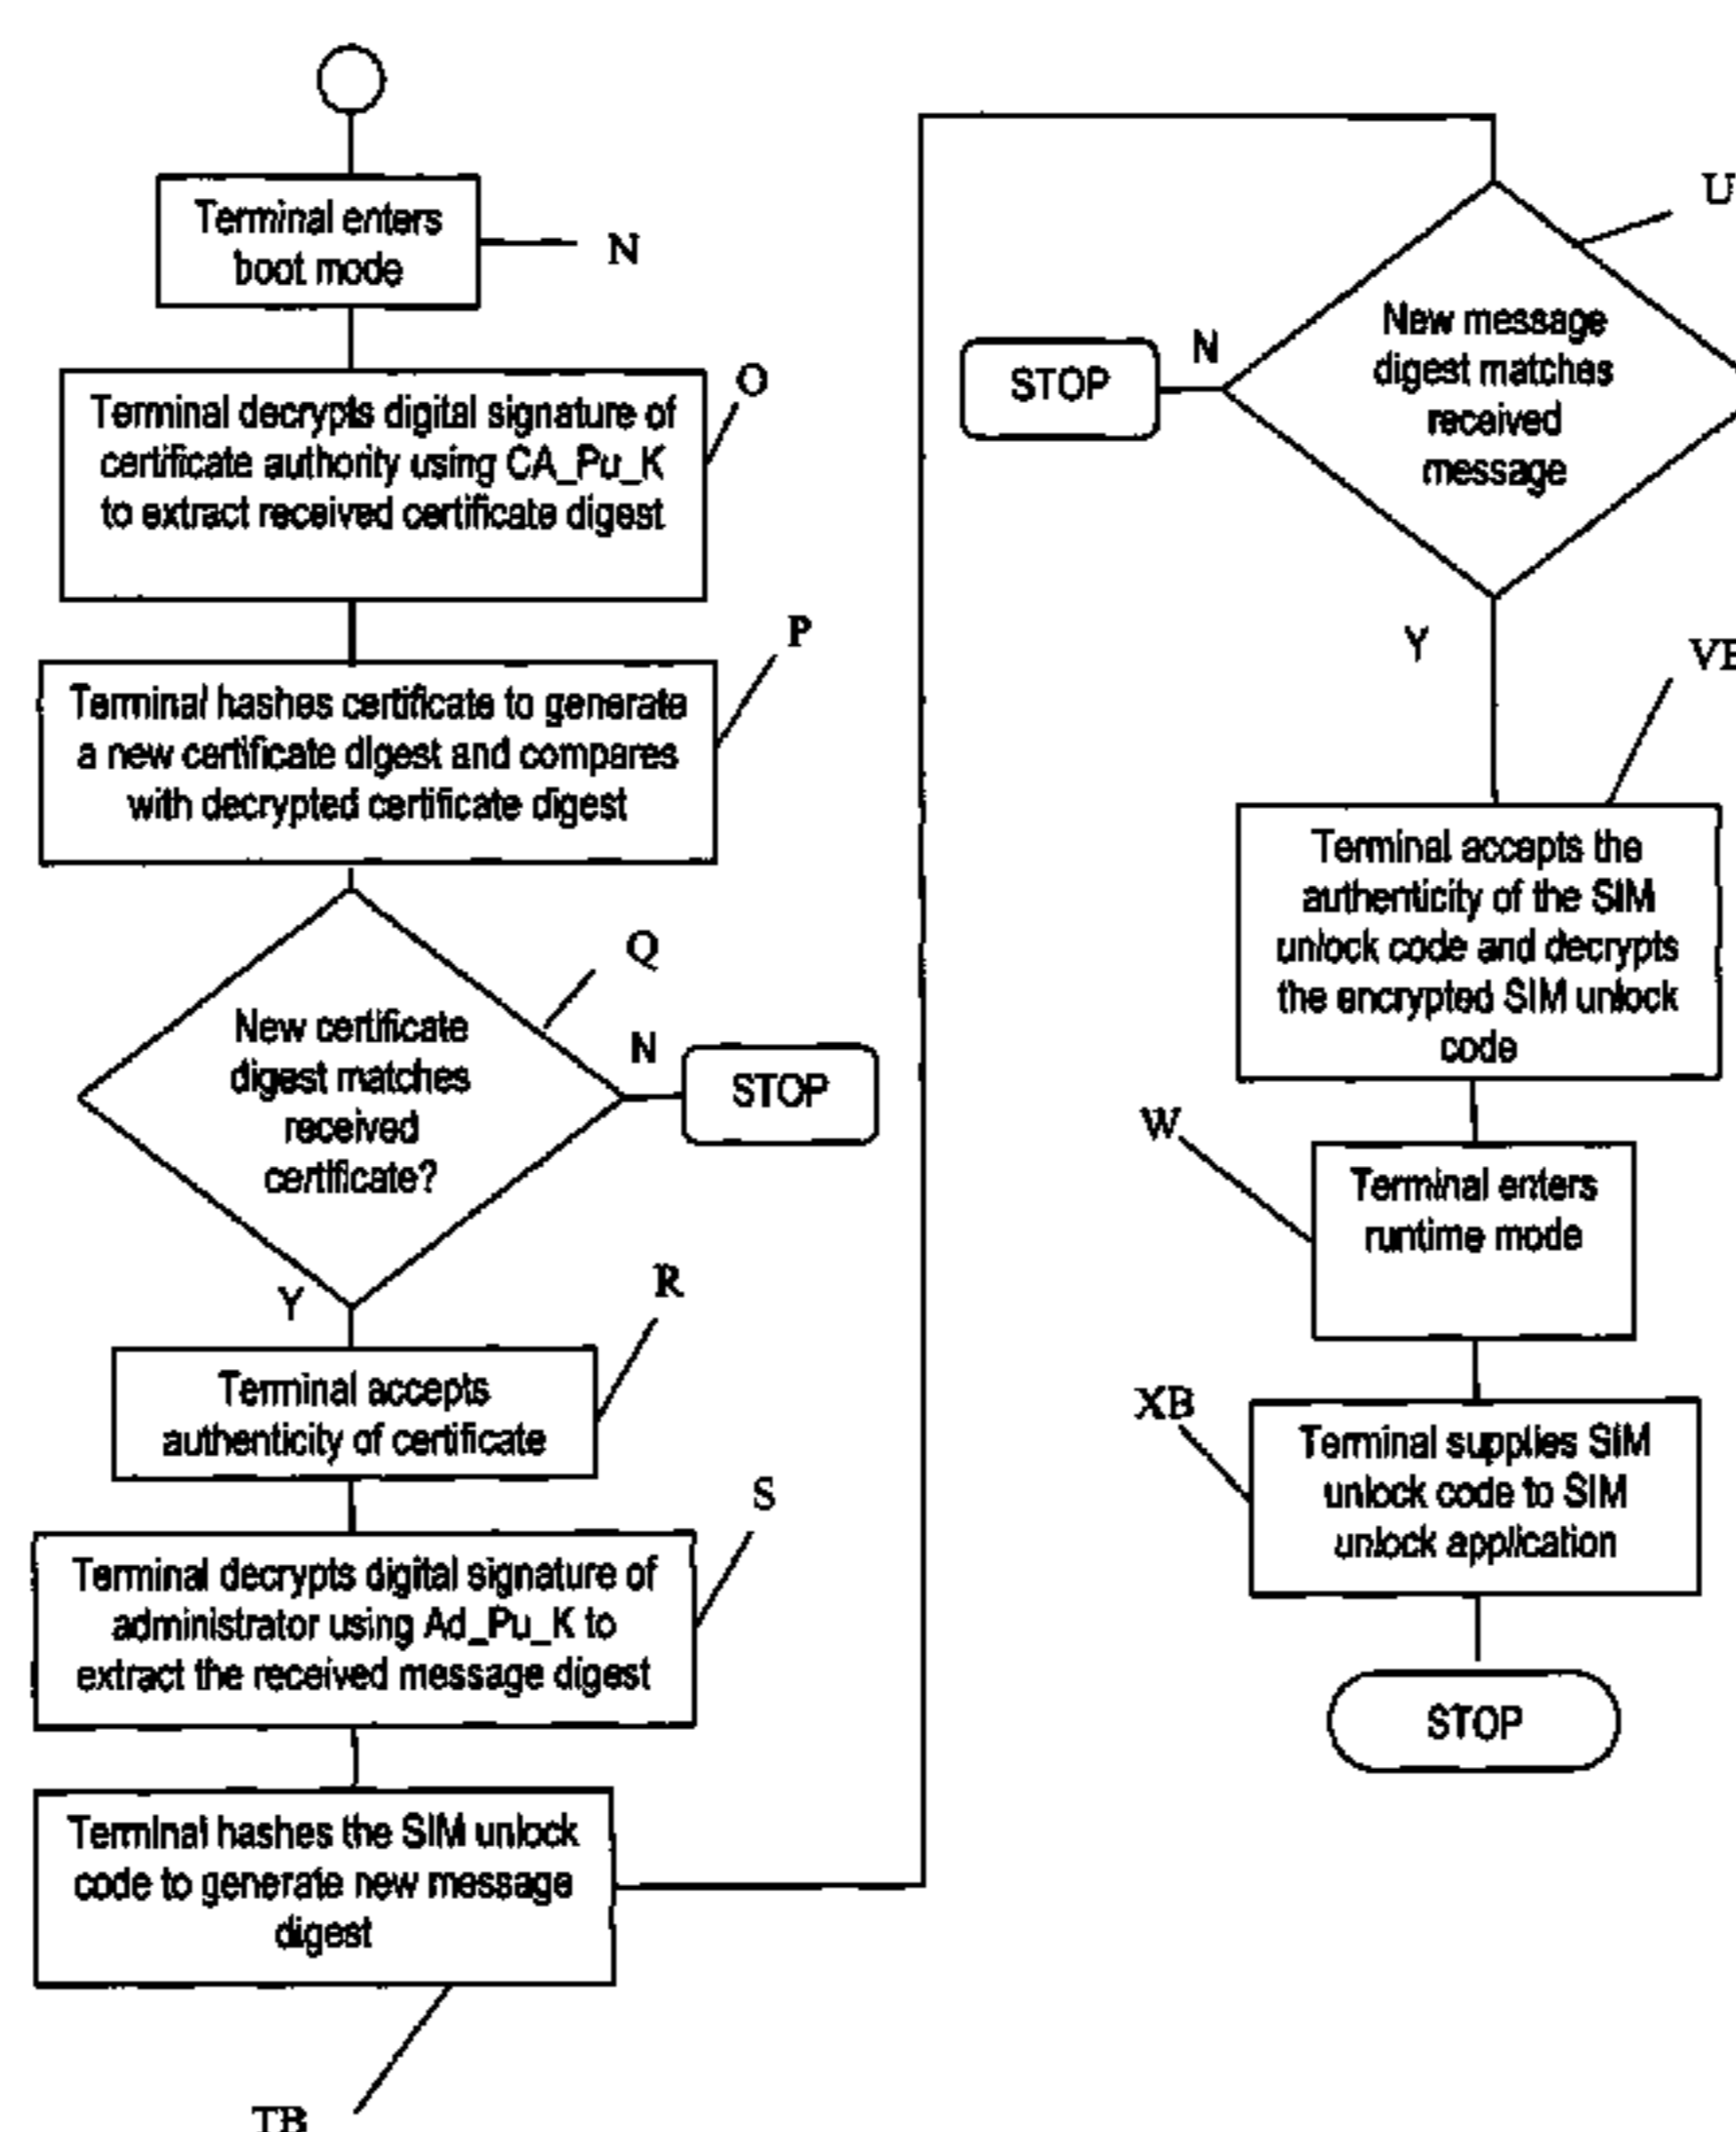 Terminal enters
boot mode
N
Terminal decrypts digital signature of
certificate authority using CA_Pu_K
to extract received certificate digest
O
Terminal hashes certificate to generate
a new certificate digest and compares
with decrypted certificate digest
P
New certificate
digest matches
received
certificate?
Q
N
STOP
Y
Terminal accepts
authenticity of certificate
R
Terminal decrypts digital signature of
administrator using Ad_Pu_K to
extract the received message digest
S
Terminal hashes the SIM unlock
code to generate new message
digest
TB
New message
digest matches
received
message
U
N
STOP
Y
Terminal accepts the
authenticity of the SIM
unlock code and decrypts
the encrypted SIM unlock
code
Terminal enters
runtime mode
W
Terminal supplies SIM
unlock code to SIM
unlock application
XB
STOP